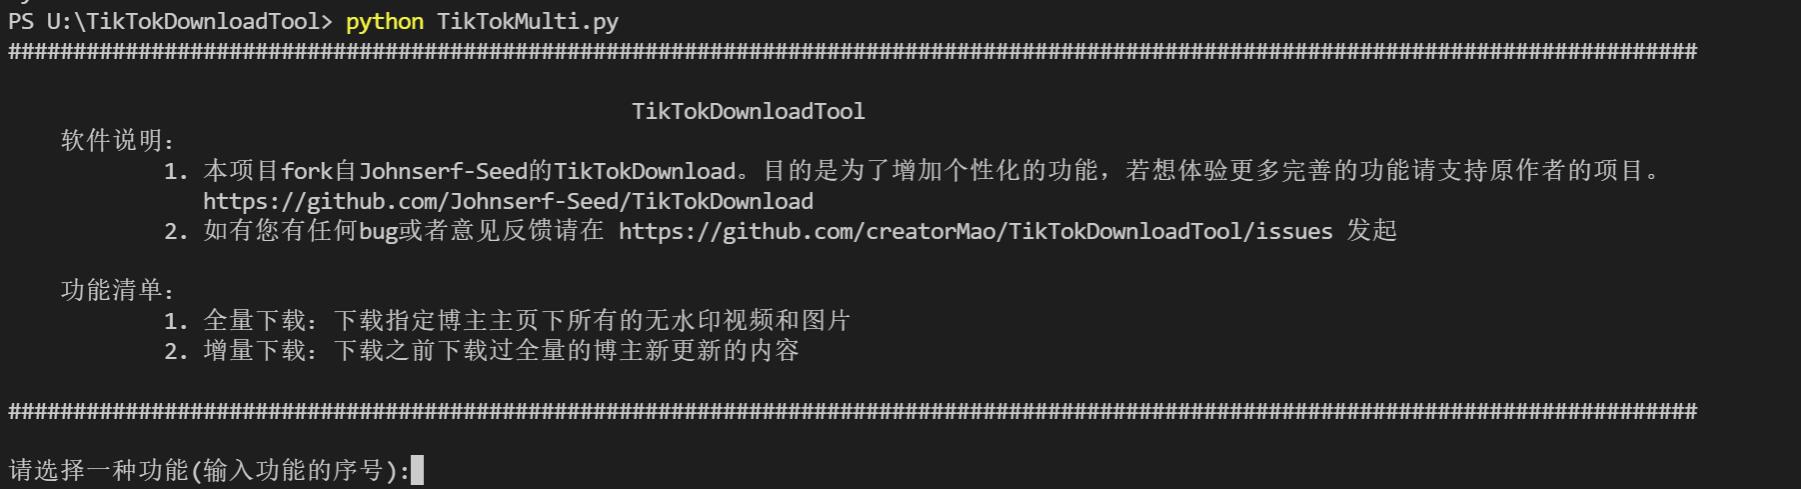 PS U:\TikTokDownloadTool> python TikTokMulti.py
##################################################################################################################################
TikTokDownloadTool
软件说明：
1. 本项目fork自Johnserf-Seed的TikTokDownload。目的是为了增加个性化的功能，若想体验更多完善的功能请支持原作者的项目。
https://github.com/Johnserf-Seed/TikTokDownload
2. 如有您有任何bug或者意见反馈请在 https://github.com/creatorMao/TikTokDownloadTool/issues 发起
功能清单：
1. 全量下载：下载指定博主主页下所有的无水印视频和图片
2. 增量下载：下载之前下载过全量的博主新更新的内容
##################################################################################################################################
请选择一种功能(输入功能的序号):